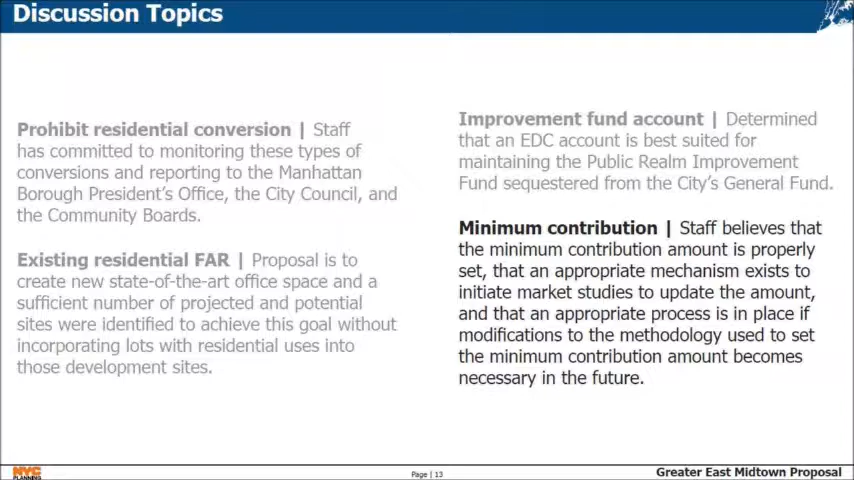 Discussion Topics
Prohibit residential conversion | Staff
has committed to monitoring these types of
conversions and reporting to the Manhattan
Borough President's Office, the City Council, and
the Community Boards.
Existing residential FAR | Proposal is to
create new state-of-the-art office space and a
sufficient number of projected and potential
sites were identified to achieve this goal without
incorporating lots with residential uses into
those development sites.
Improvement fund account | Determined
that an EDC account is best suited for
maintaining the Public Realm Improvement
Fund sequestered from the City's General Fund.
Minimum contribution | Staff believes that
the minimum contribution amount is properly
set, that an appropriate mechanism exists to
initiate market studies to update the amount,
and that an appropriate process is in place if
modifications to the methodology used to set
the minimum contribution amount becomes
necessary in the future.
NYC
PLANNING
Page | 13
Greater East Midtown Proposal